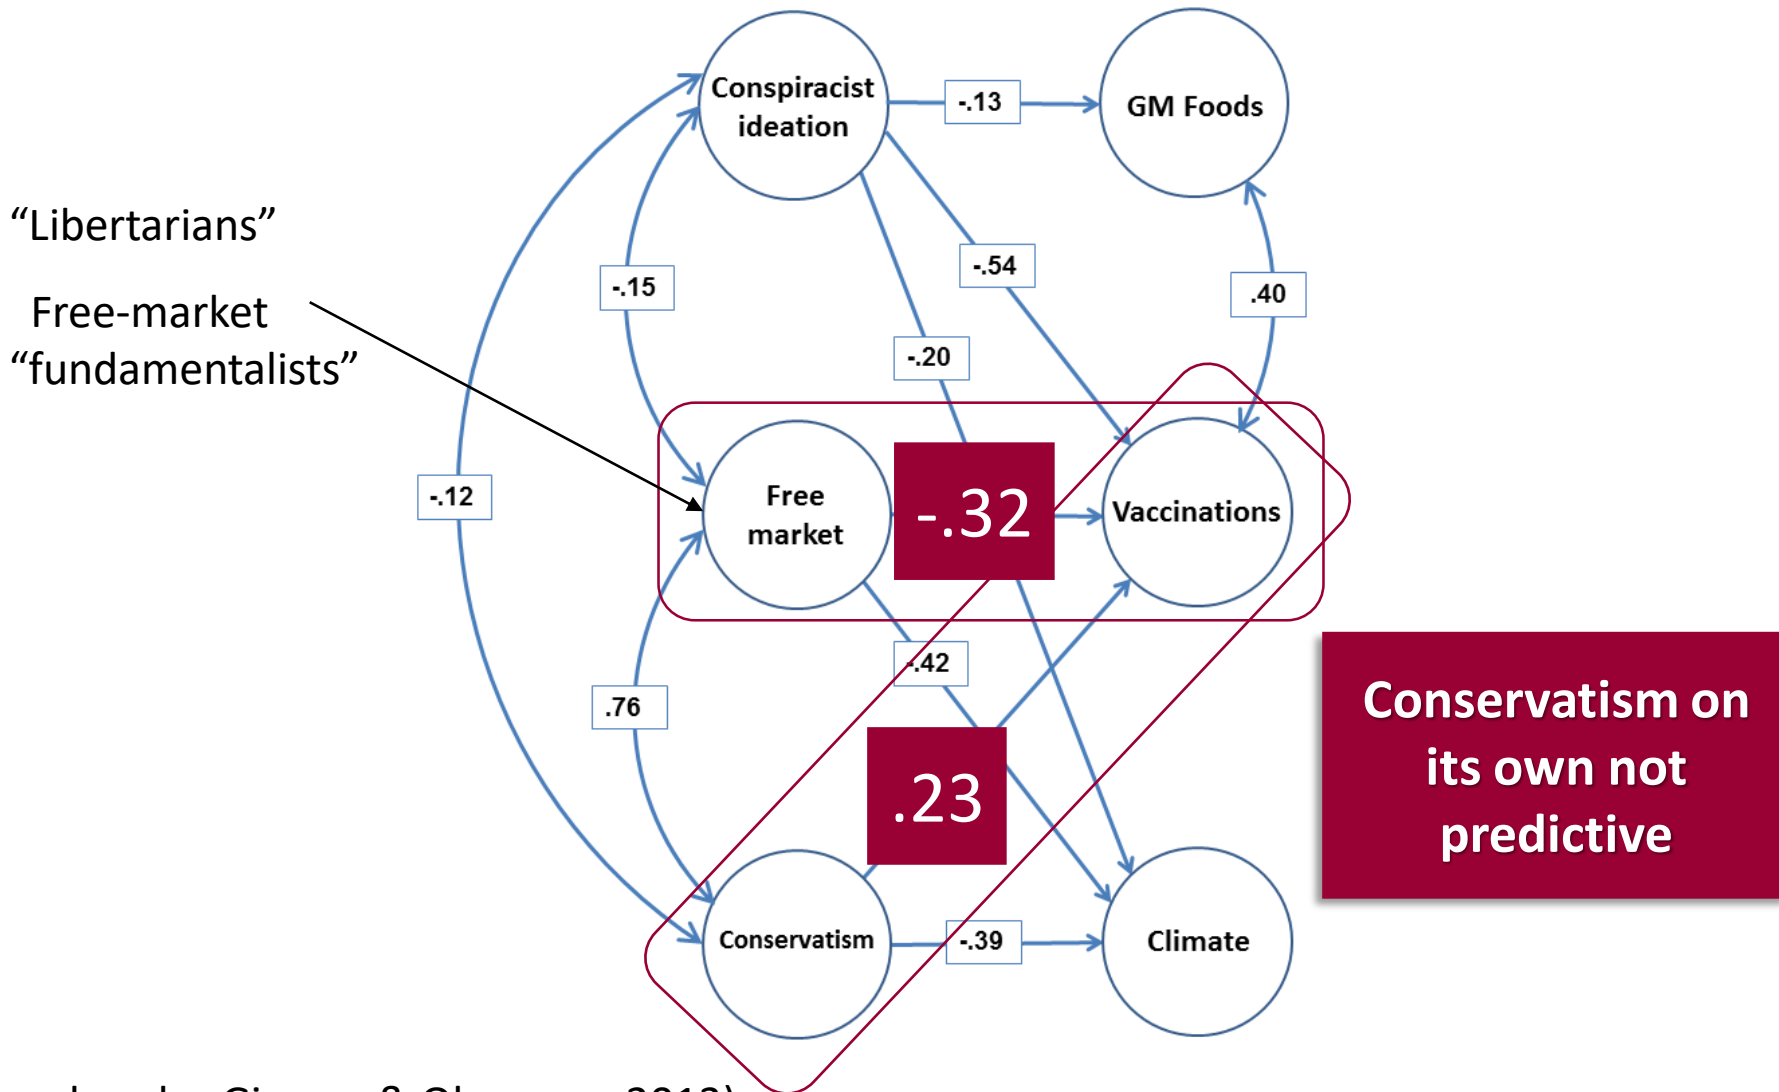 Conspiracist
ideation
-.13
GM Foods
“Libertarians”
Free-market
“fundamentalists”
-.15
-.54
.40
-.20
-.12
Free
market
-.32
Vaccinations
-.42
.76
.23
Conservatism on
its own not
predictive
Conservatism
-.39
Climate
& 2013)